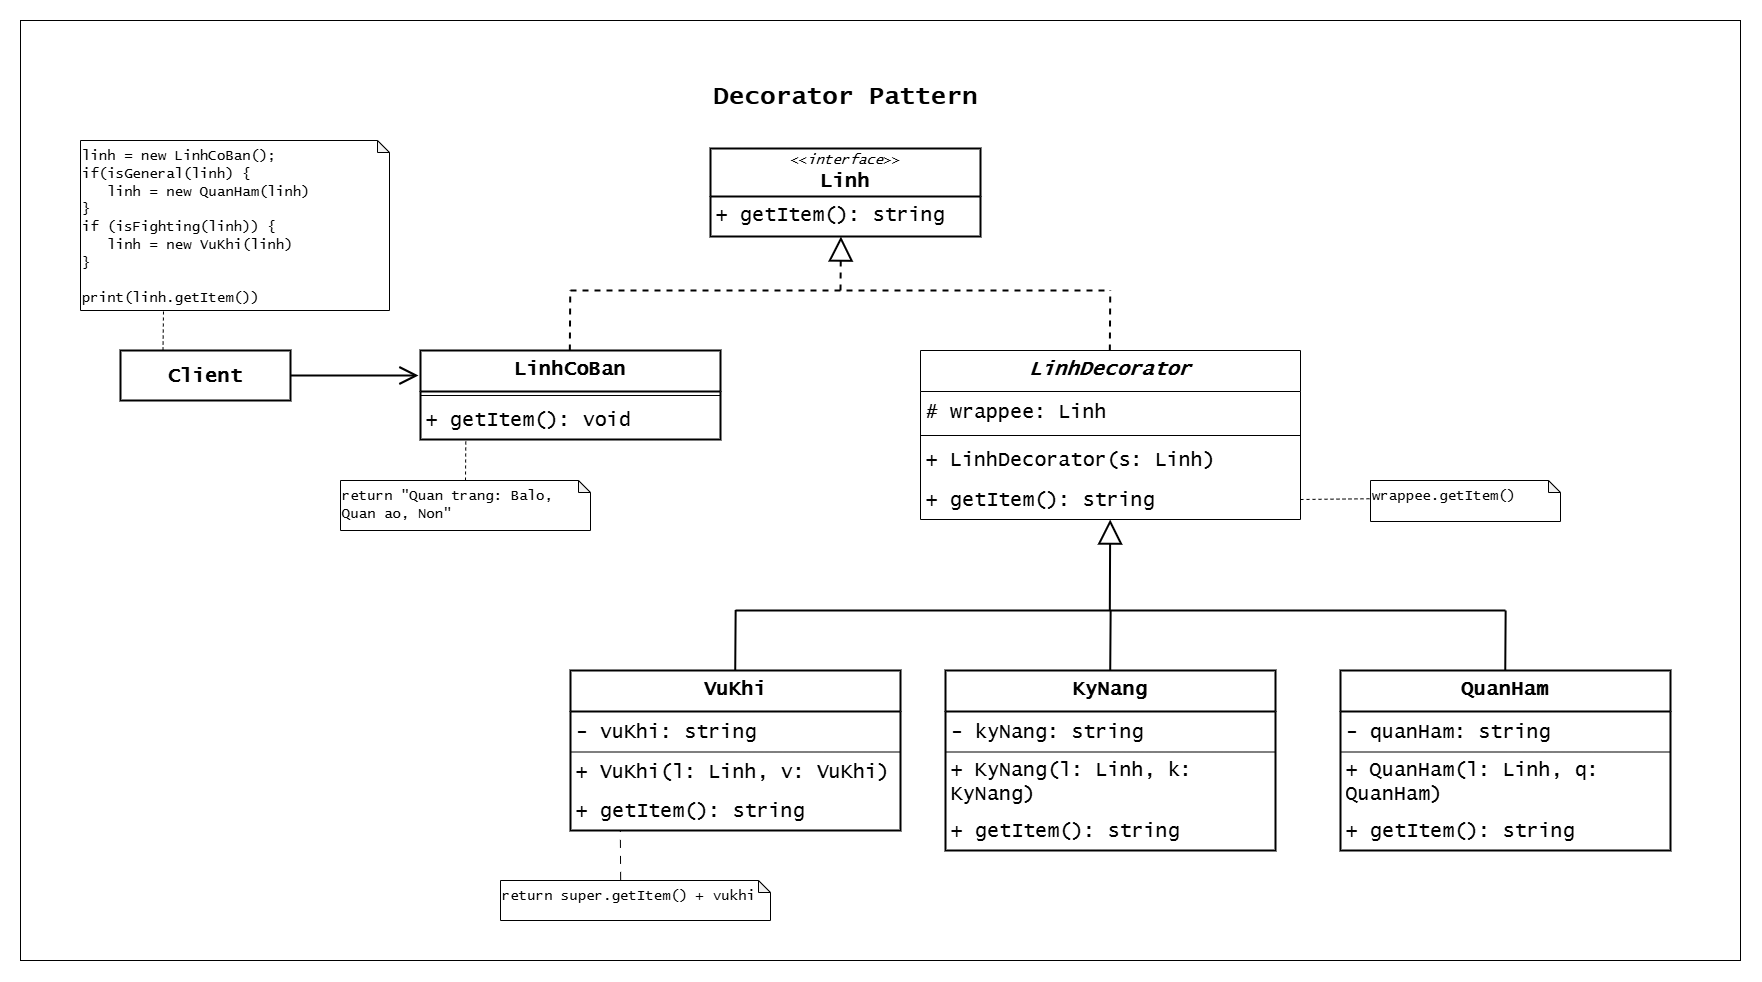 Decorator Pattern
linh = new LinhCoBan();
if(isGeneral(linh) {
   linh = new QuanHam(linh)
}
if (isFighting(linh)) {
   linh = new VuKhi(linh)
}
print(linh.getItem())
<<interface>>
Linh
+ getItem(): string
Client
LinhCoBan
+ getItem(): void
return "Quan trang: Balo,
Quan ao, Non"
LinhDecorator
# wrappee: Linh
+ LinhDecorator(s: Linh)
+ getItem(): string
wrappee.getItem()
VuKhi
- vuKhi: string
+ VuKhi(l: Linh, v: VuKhi)
+ getItem(): string
return super.getItem() + vukhi
KyNang
- kyNang: string
+ KyNang(l: Linh, k:
KyNang)
+ getItem(): string
QuanHam
- quanHam: string
+ QuanHam(l: Linh, q:
QuanHam)
+ getItem(): string